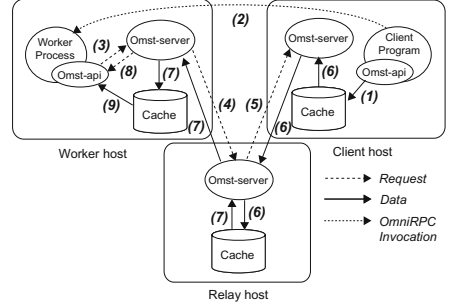 (2)
Worker
Process
Omst-api
(3)
(8)
Omst-server
(7)
(9)
Cache
Worker host
(4)
(5)
(7)
(6)
Omst-server
Client
Program
Omst-api
(6)
(1)
Cache
Client host
Omst-server
(7)
(6)
Cache
Relay host
Request
Data
OmniRPC
Invocation